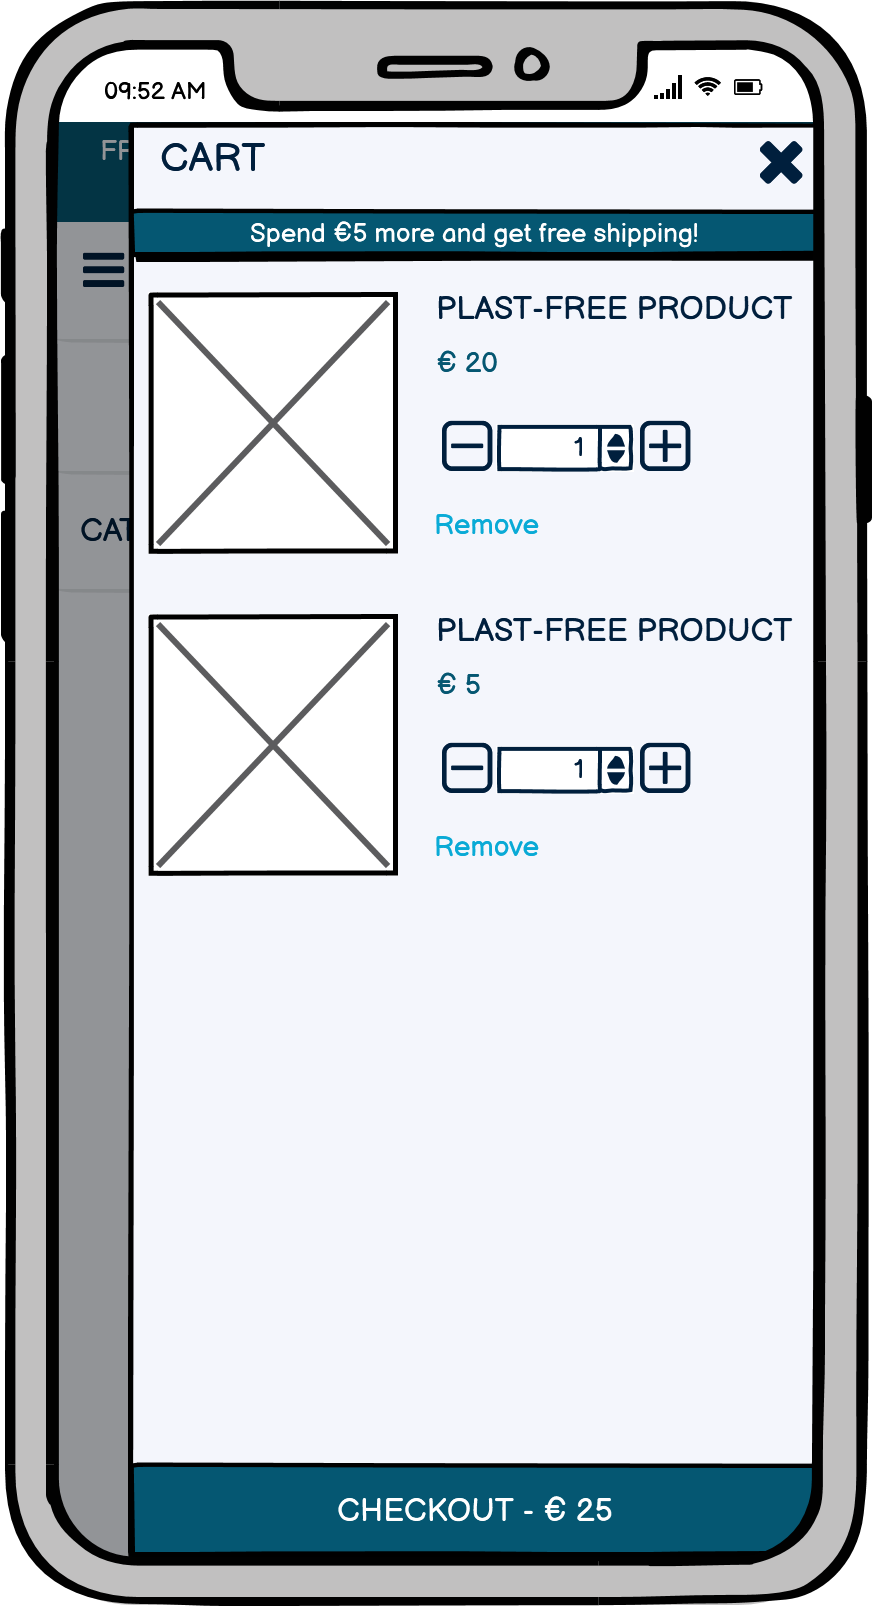 09:52 AM
FF
CART
Spend €5 more and get free shipping!
PLAST-FREE PRODUCT
€ 20
1
Remove
CAT
PLAST-FREE PRODUCT
€ 5
1
Remove
CHECKOUT - € 25